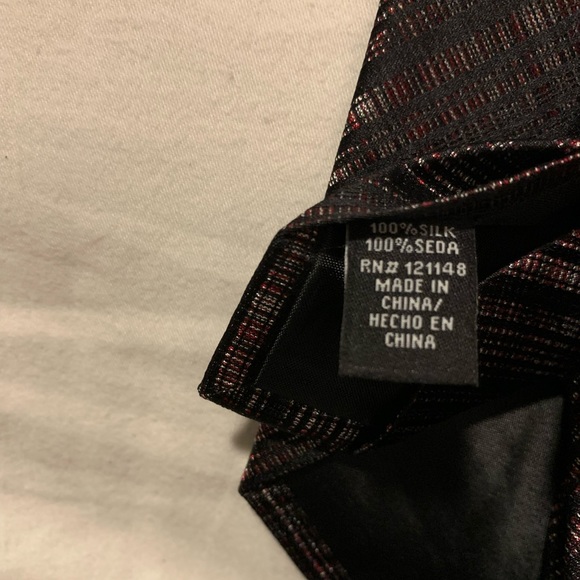 100%SILK
100%SEDA
RN# 121148
MADE IN
CHINA/
HECHO EN
CHINA